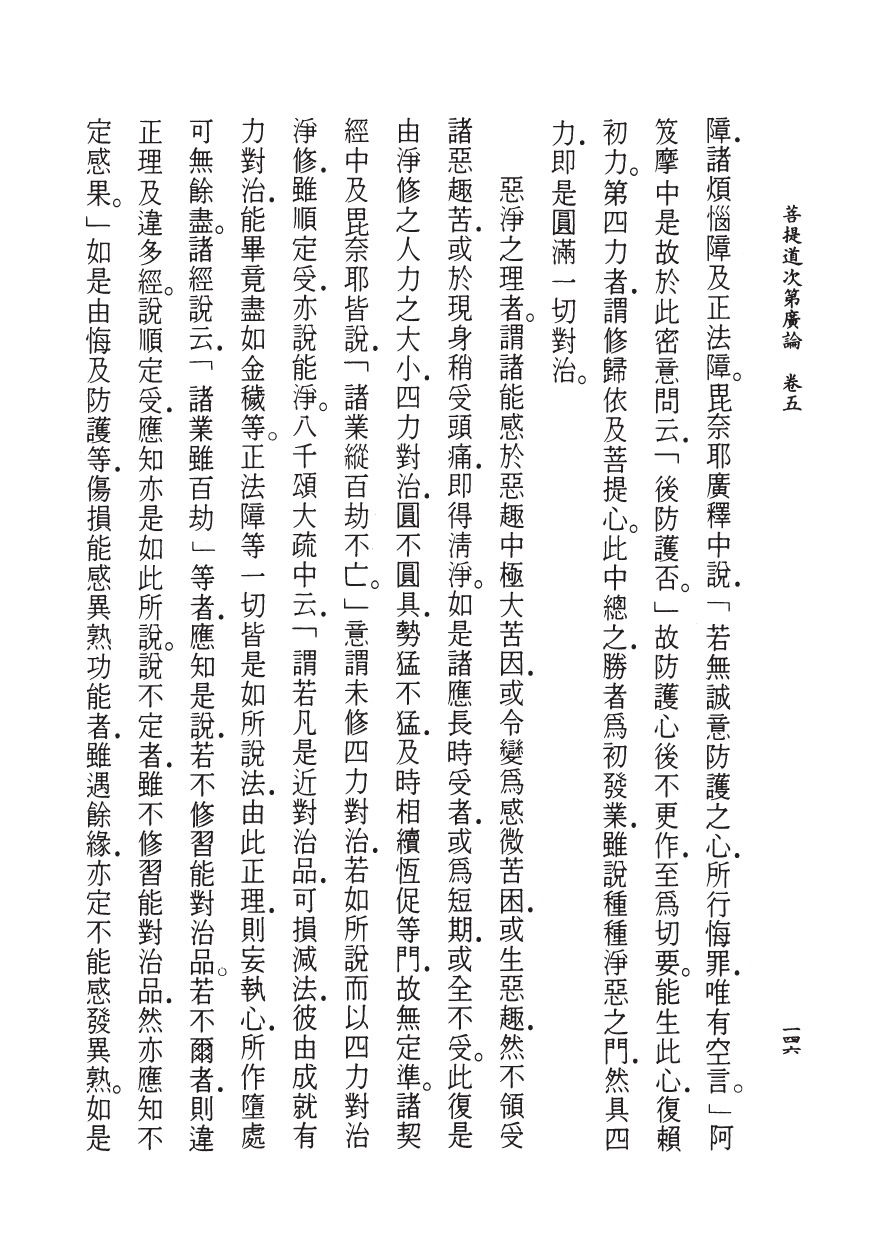 菩提道次第廣論　卷五
一四六
障．諸煩惱障及正法障。毘奈耶廣釋中說．「若無誠意防護之心．所行悔罪．唯有空言。」阿
笈摩中是故於此密意問云．「後防護否。」故防護心後不更作．至為切要。能生此心．復賴
初力。第四力者．謂修歸依及菩提心。此中總之．勝者為初發業．雖說種種淨惡之門．然具四
力．即是圓滿一切對治。
惡淨之理者。謂諸能感於惡趣中極大苦因．或令變為感微苦困．或生惡趣．然不領受
諸惡趣苦．或於現身稍受頭痛．即得清淨。如是諸應長時受者．或為短期．或全不受。此復是
由淨修之人力之大小．四力對治．圓不圓具．勢猛不猛．及時相續恆促等門．故無定準。諸契
經中及毘奈耶皆說．「諸業縱百劫不亡。」意謂未修四力對治．若如所說而以四力對治
淨修．雖順定受．亦說能淨。八千頌大疏中云．「謂若凡是近對治品．可損減法．彼由成就有
力對治．能畢竟盡如金穢等。正法障等一切皆是如所說法．由此正理．則妄執心．所作墮處
可無餘盡。諸經說云．「諸業雖百劫」等者．應知是說．若不修習能對治品。若不爾者．則違
正理及違多經。說順定受．應知亦是如此所說。說不定者．雖不修習能對治品．然亦應知不
定感果。」如是由悔及防護等．傷損能感異熟功能者．雖遇餘緣．亦定不能感發異熟。如是